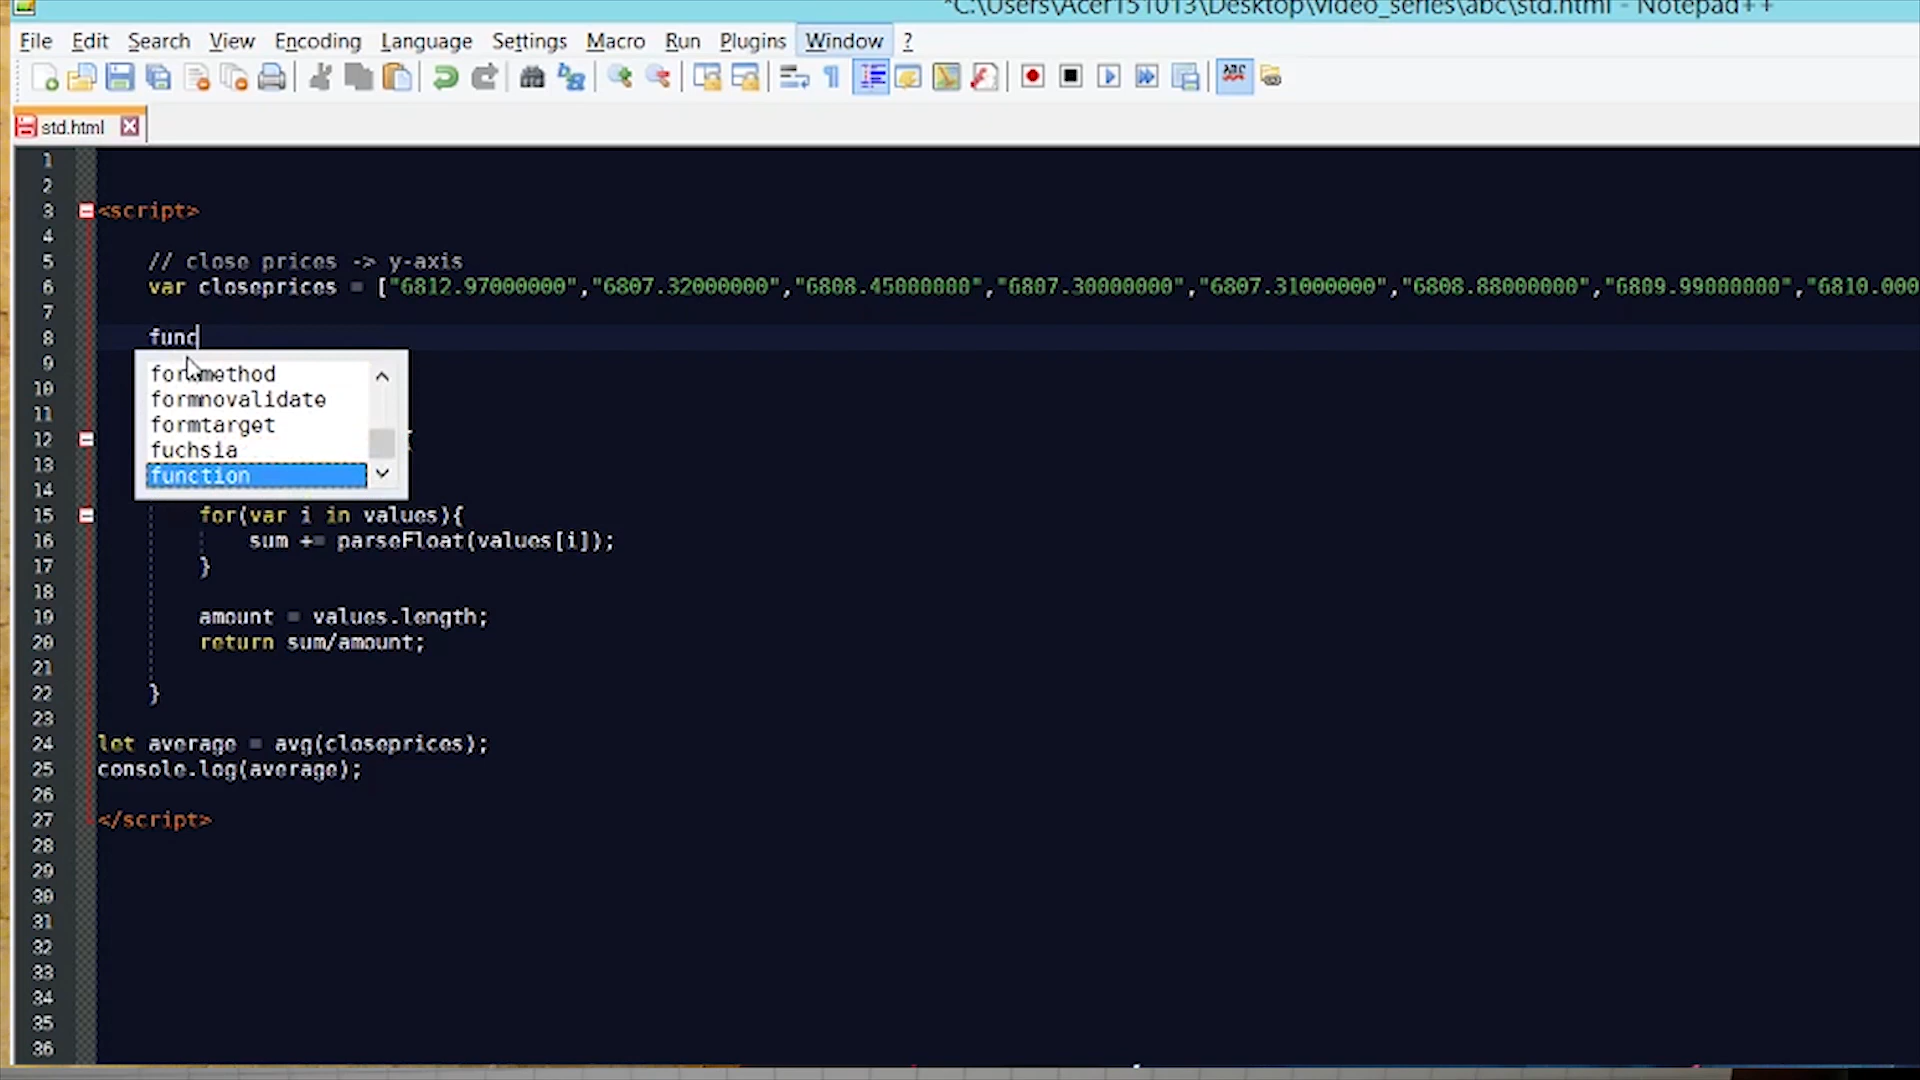 *C:\Users\Acer151013\Desktop\video_series\abc\std.html - Notepad++
File Edit Search View Encoding Language Settings Macro Run Plugins Window ?
std.html
1
2
3 <script>
4
5 // close prices -> y-axis
6 var closeprices = ["6812.97000000","6807.32000000","6808.45000000","6807.30000000","6807.31000000","6808.88000000","6809.99000000","6810.000
7
8 func
9
formmethod
10
formnovalidate
11
formtarget
12 {
fuchsia
13
function
14
15 for(var i in values){
16 sum += parseFloat(values[i]);
17 }
18
19 amount = values.length;
20 return sum/amount;
21
22 }
23
24 let average = avg(closeprices);
25 console.log(average);
26
27 </script>
28
29
30
31
32
33
34
35
36